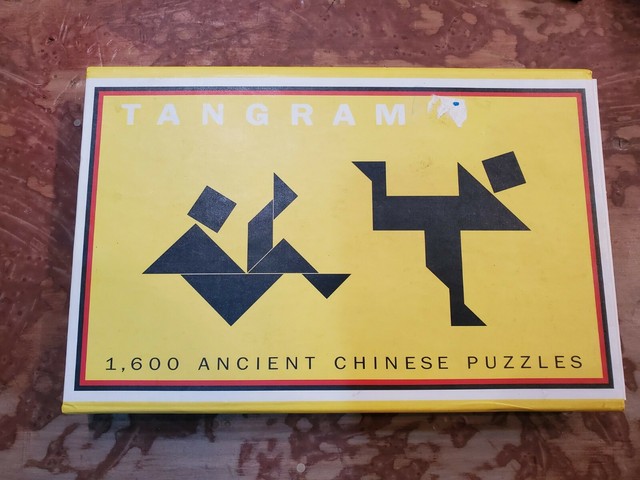 TANGRAM
1,600 ANCIENT CHINESE PUZZLES